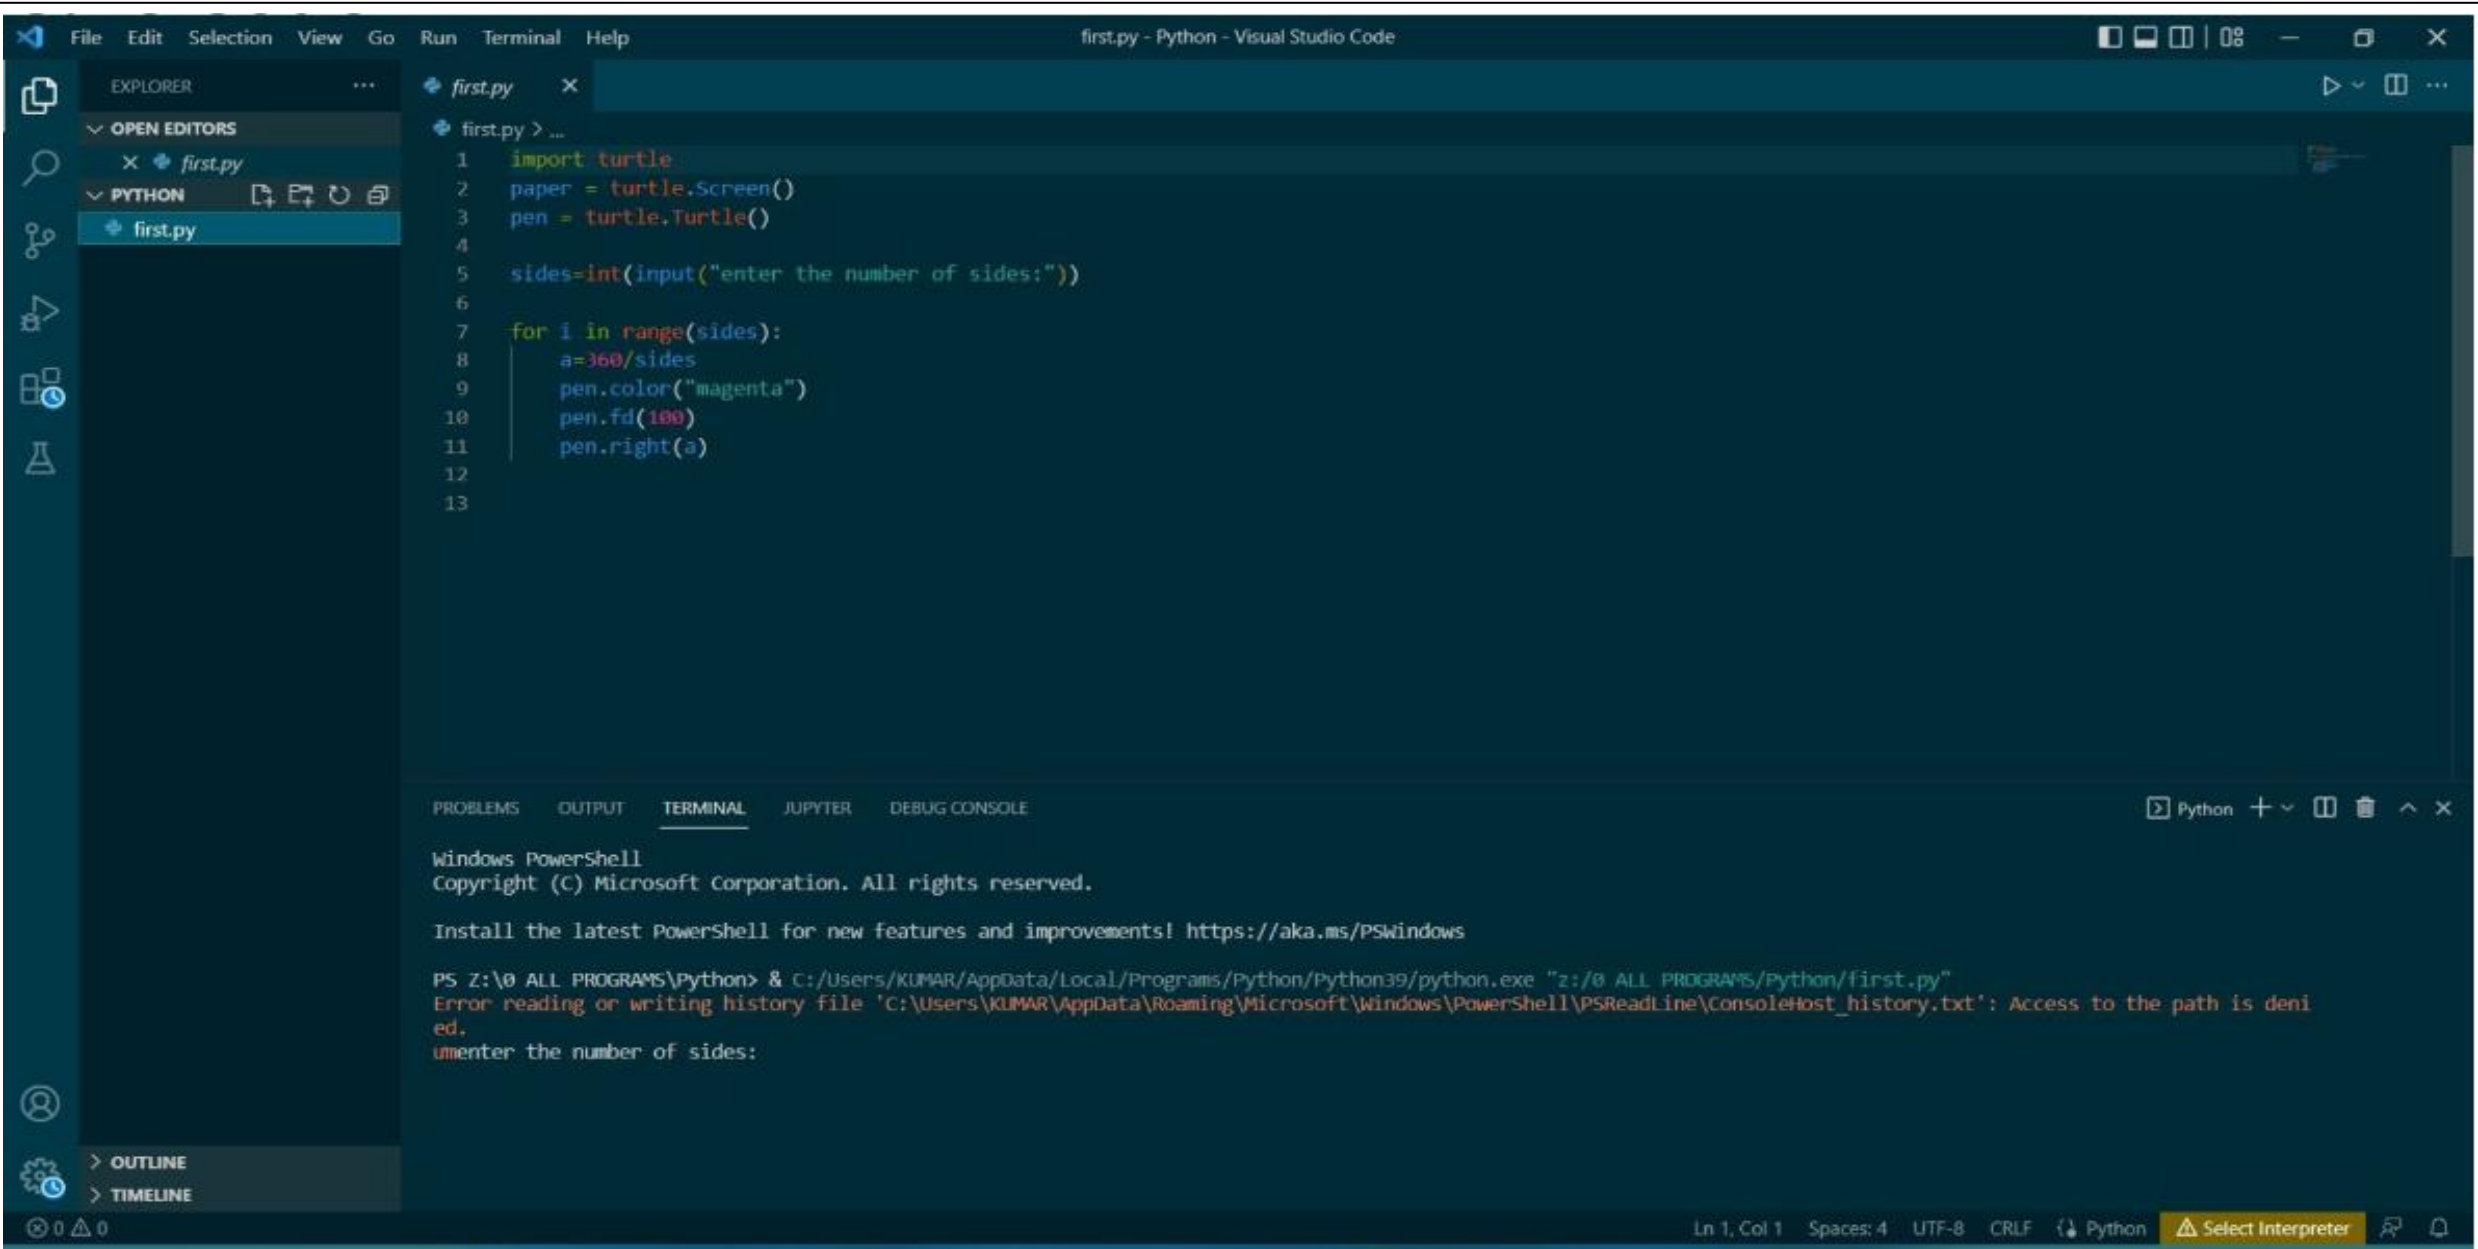 File Edit Selection View Go Run Terminal Help first.py - Python - Visual Studio Code
EXPLORER
first.py
OPEN EDITORS
first.py > ...
first.py
PYTHON
first.py
1 import turtle
2 paper = turtle.Screen()
3 pen = turtle.Turtle()
4
5 sides=int(input("enter the number of sides:"))
6
7 for i in range(sides):
8 a=360/sides
9 pen.color("magenta")
10 pen.fd(100)
11 pen.right(a)
12
13
PROBLEMS OUTPUT TERMINAL JUPYTER DEBUG CONSOLE Python
Windows PowerShell
Copyright (C) Microsoft Corporation. All rights reserved.
Install the latest PowerShell for new features and improvements! https://aka.ms/PSWindows
PS Z:\0 ALL PROGRAMS\Python> & C:/Users/KUMAR/AppData/Local/Programs/Python/Python39/python.exe "z:/0 ALL PROGRAMS/Python/first.py"
Error reading or writing history file 'C:\Users\KUMAR\AppData\Roaming\Microsoft\Windows\PowerShell\PSReadLine\ConsoleHost_history.txt': Access to the path is deni
ed.
umenter the number of sides:
OUTLINE
TIMELINE
0 0 Ln 1, Col 1 Spaces: 4 UTF-8 CRLF Python Select Interpreter